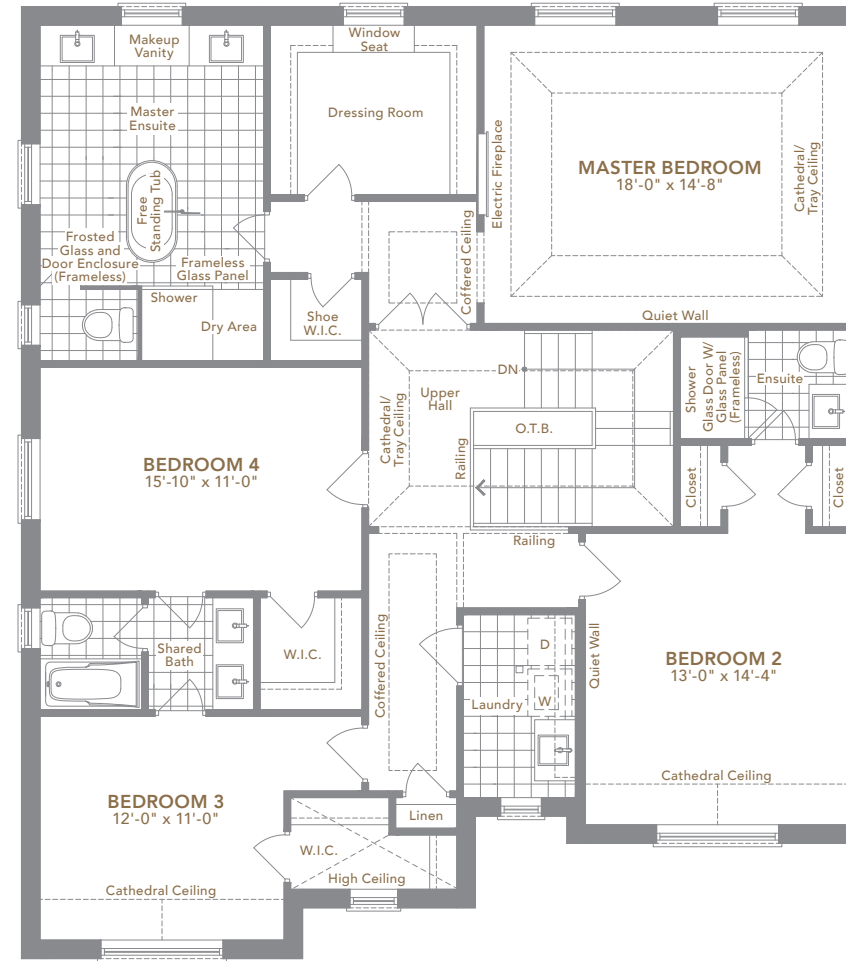 Makeup
Vanity
Window
Seat
Master
Ensuite
Dressing Room
Electric Fireplace
MASTER BEDROOM
18'-0" x 14'-8"
Cathedral/
Tray Ceiling
Free
Standing Tub
Frosted
Glass and
Door Enclosure
(Frameless)
Frameless
Glass Panel
Coffered Ceiling
Shower
Dry Area
Shoe
W.I.C.
Quiet Wall
DN
Upper
Hall
Cathedral/
Tray Ceiling
O.T.B.
Railing
Shower
Glass Door W/
Glass Panel
(Frameless)
Ensuite
BEDROOM 4
15'-10" x 11'-0"
Closet
Closet
Railing
Shared
Bath
W.I.C.
Coffered Ceiling
D
W
Laundry
Quiet Wall
BEDROOM 2
13'-0" x 14'-4"
Cathedral Ceiling
BEDROOM 3
12'-0" x 11'-0"
Linen
W.I.C.
High Ceiling
Cathedral Ceiling